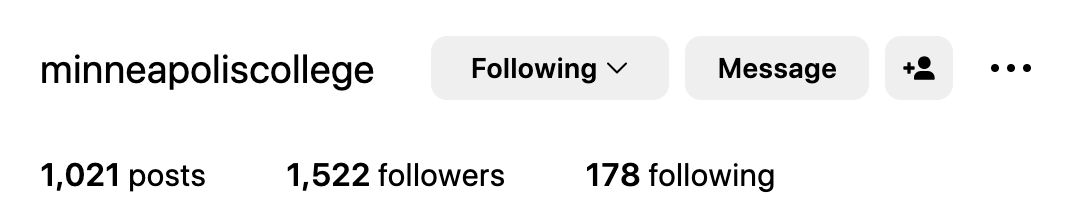 minneapoliscollege Following Message
1,021 posts 1,522 followers 178 following